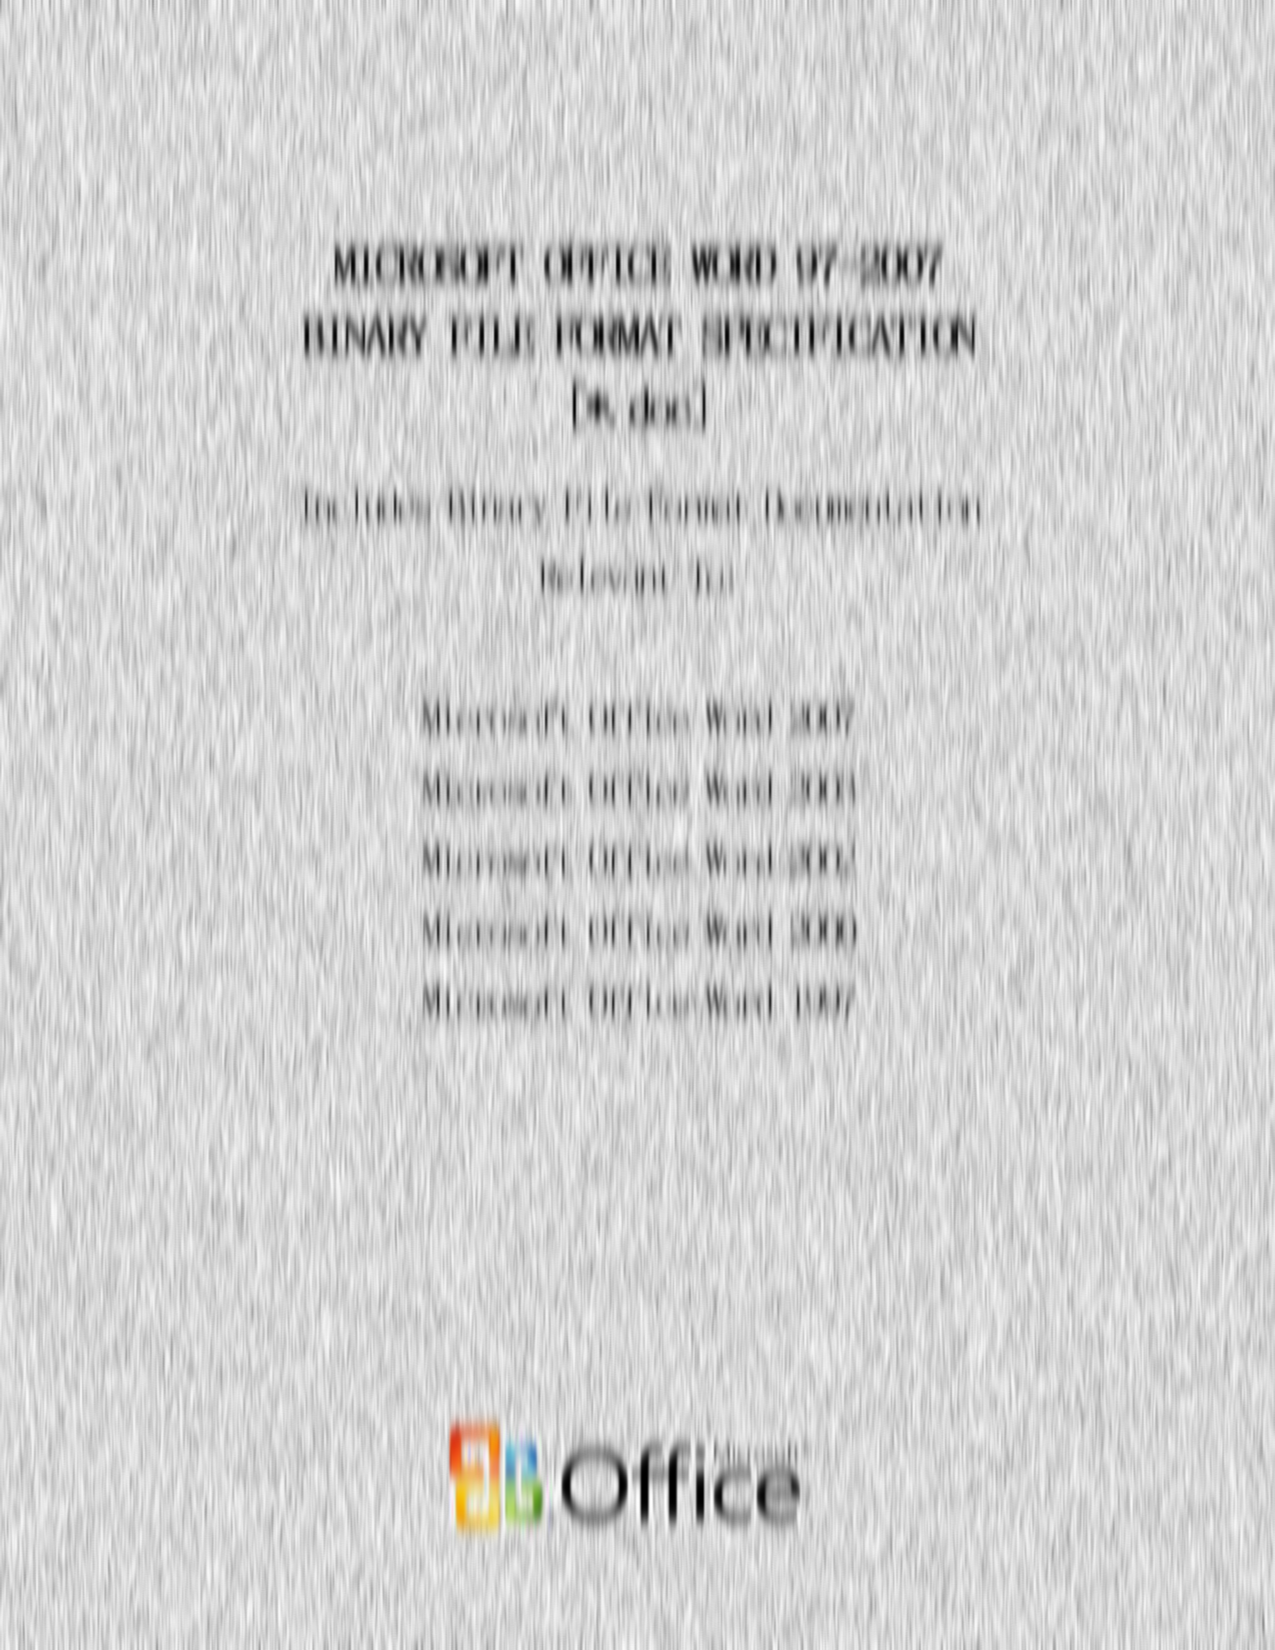 MICROSOFT OFFICE WORD 97-2007
BINARY FILE FORMAT SPECIFICATION
[*.doc]
Includes Binary File Format Documentation
Relevant To:
Microsoft Office Word 2007
Microsoft Office Word 2003
Microsoft Office Word 2002
Microsoft Office Word 2000
Microsoft Office Word 1997
Microsoft
Office